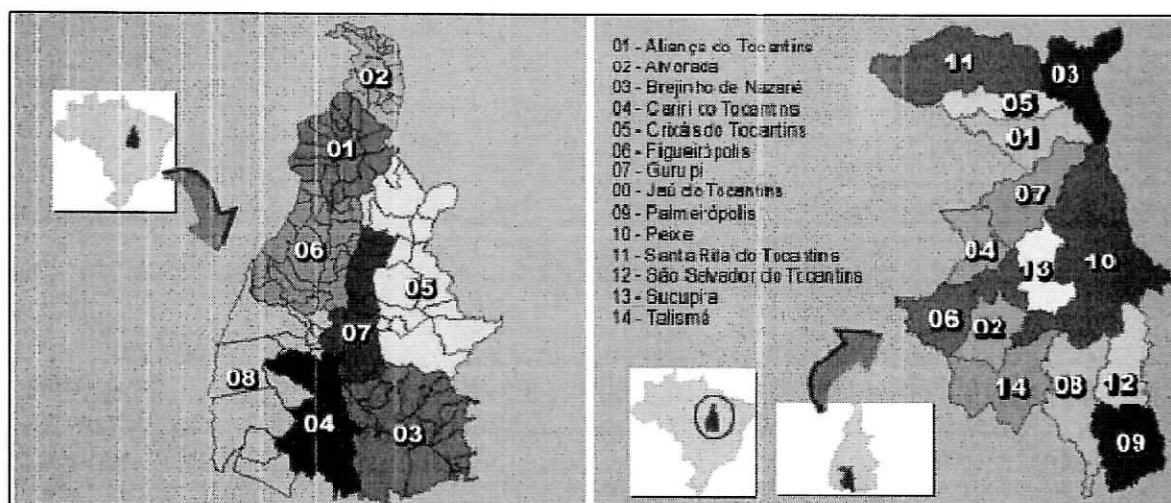 02
01
06
05
07
08
04
03
01 - Aliança do Tocantins
02 - Alvorada
03 - Brejinho de Nazaré
04 - Cariri do Tocantins
05 - Crixás do Tocantins
06 - Figueirópolis
07 - Gurupi
08 - Jaú do Tocantins
09 - Palmeirópolis
10 - Peixe
11 - Santa Rita do Tocantins
12 - São Salvador do Tocantins
13 - Sucupira
14 - Talismã
11
03
05
01
07
04
13
10
06
02
14
08
12
09